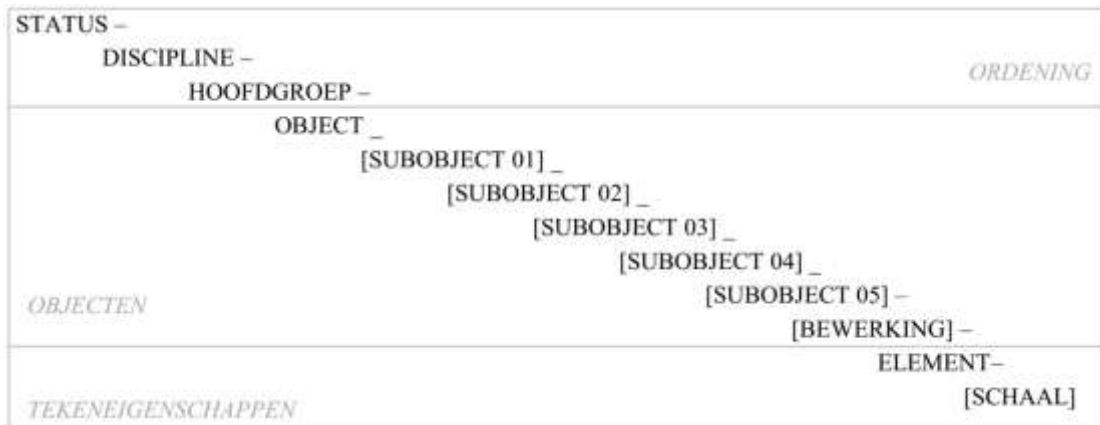 STATUS –
DISCIPLINE –
ORDENING
HOOFDGROEP –
OBJECT _
[SUBOBJECT 01] _
[SUBOBJECT 02] _
[SUBOBJECT 03] _
[SUBOBJECT 04] _
[SUBOBJECT 05] –
OBJECTEN
[BEWERKING] –
ELEMENT–
[SCHAAL]
TEKENEIGENSCHAPPEN